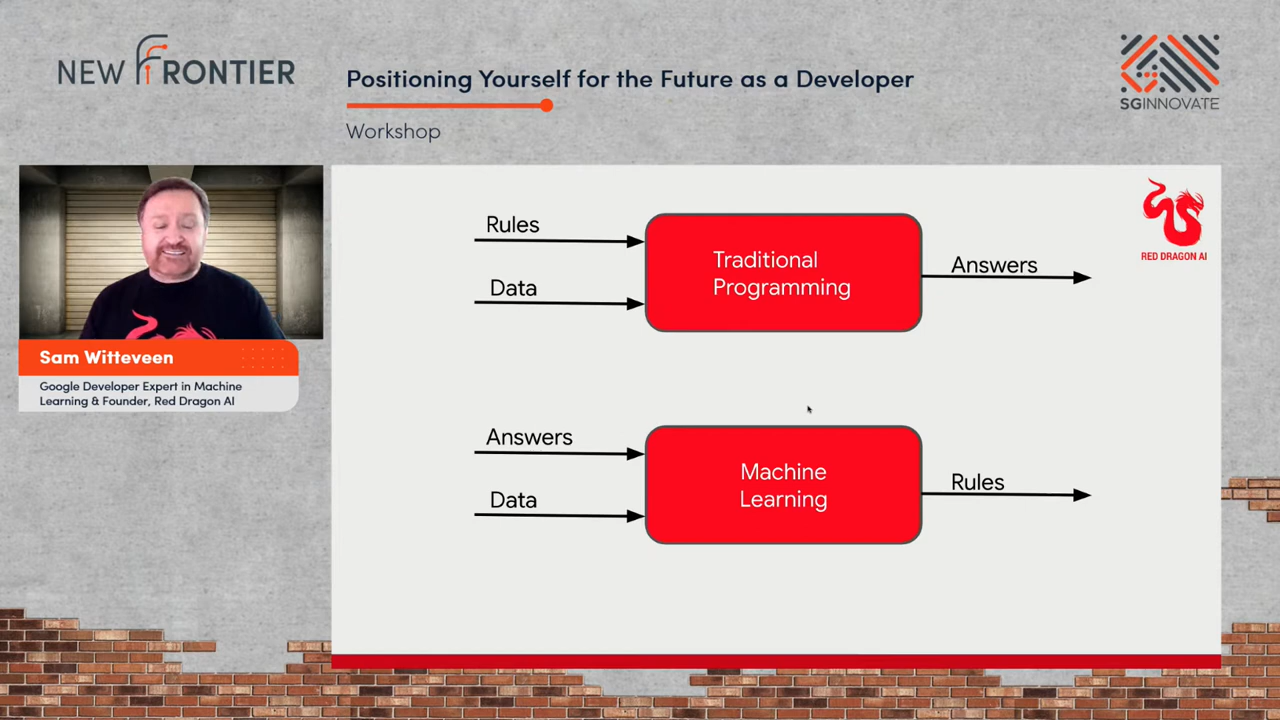 NEW FRONTIER
Positioning Yourself for the Future as a Developer
Workshop
SGINNOVATE
Sam Witteveen
Google Developer Expert in Machine
Learning & Founder, Red Dragon AI
RED DRAGON AI
Rules
Data
Traditional
Programming
Answers
Answers
Data
Machine
Learning
Rules